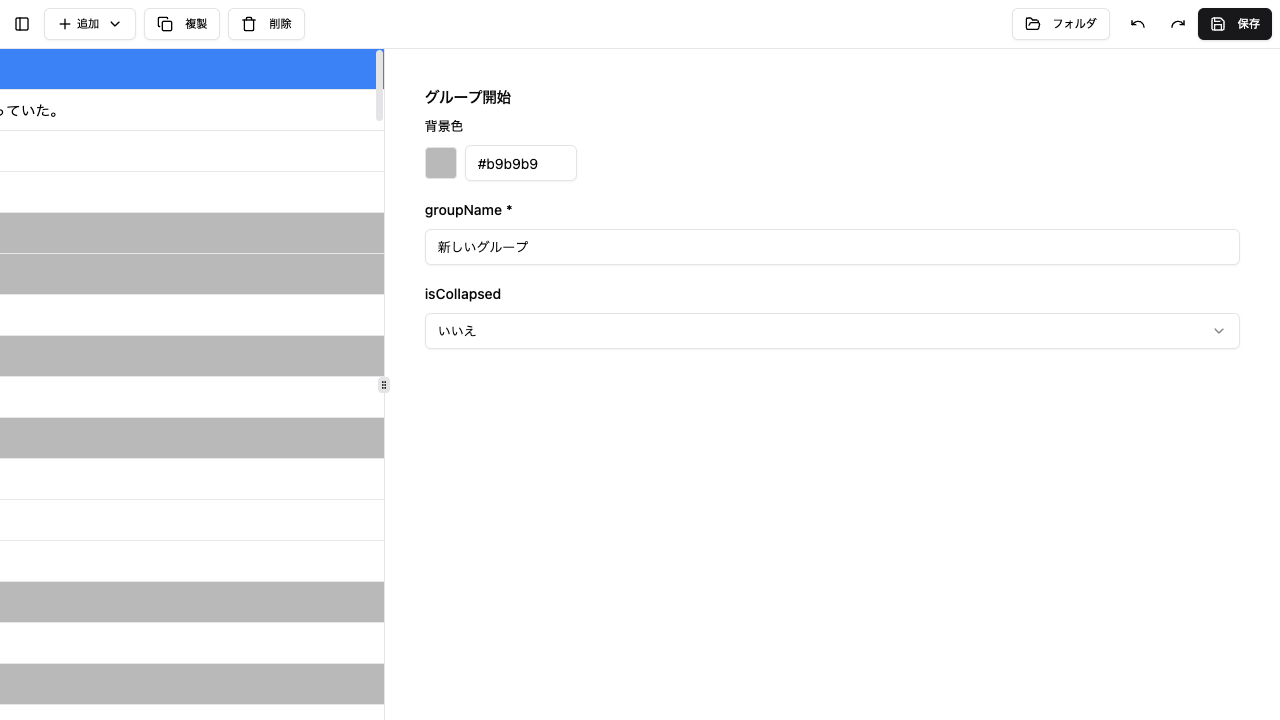 追加
複製
削除
フォルダ
保存
っていた。
グループ開始
背景色
#b9b9b9
groupName *
新しいグループ
isCollapsed
いいえ